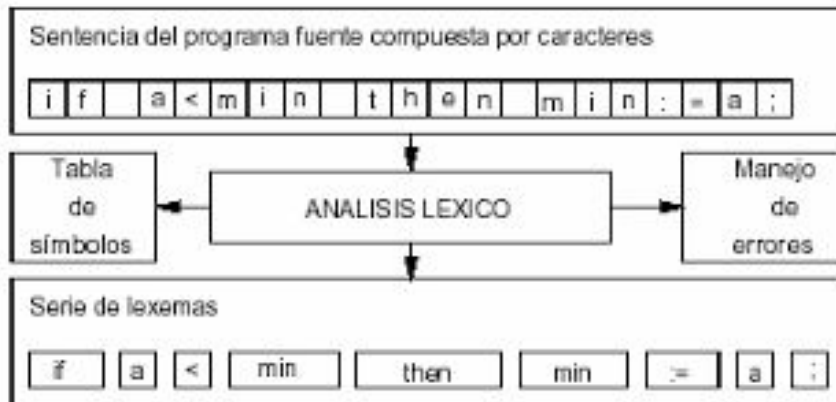 Sentencia del programa fuente compuesta por caracteres
i f a < m i n t h e n m i n : = a ;
Tabla
de
símbolos
ANALISIS LEXICO
Manejo
de
errores
Serie de lexemas
if a < min then min := a ;